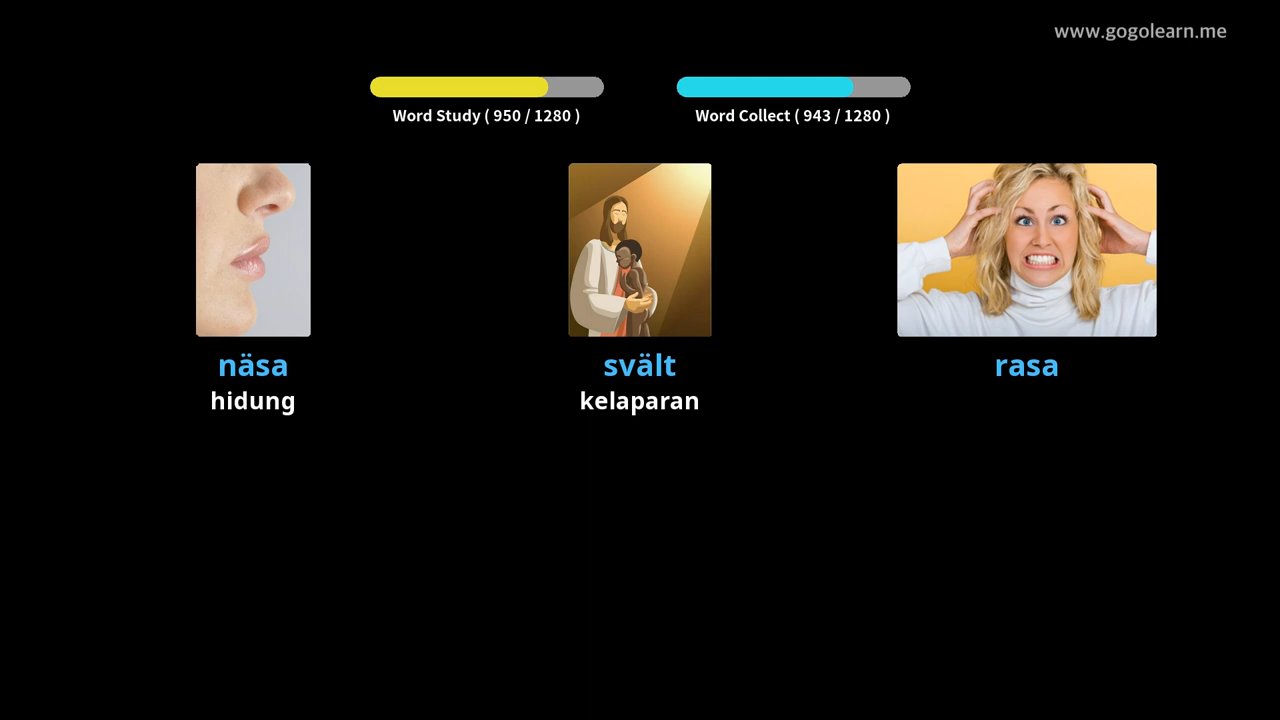 www.gogolearn.me
Word Study ( 950 / 1280 )
Word Collect ( 943 / 1280 )
näsa
hidung
svält
kelaparan
rasa